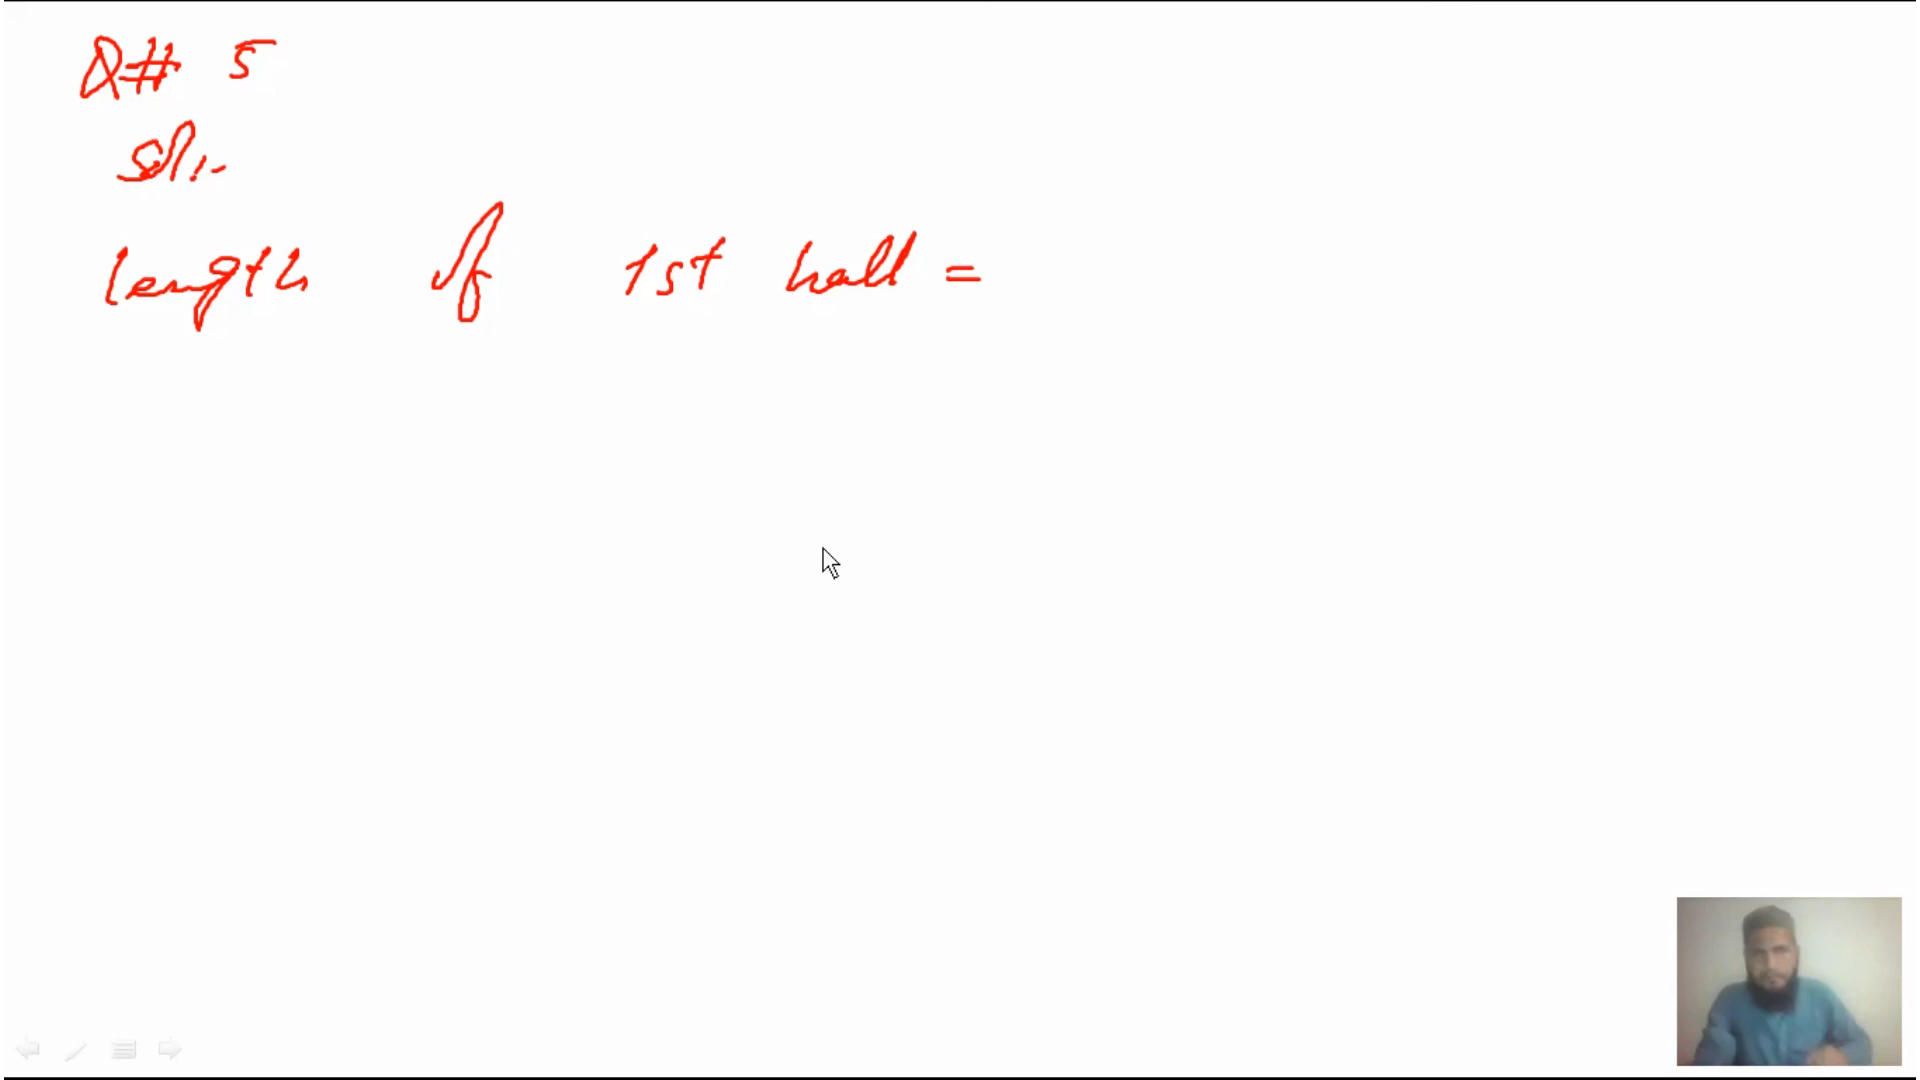 Q# 5
Sol:-
length of 1st hall =